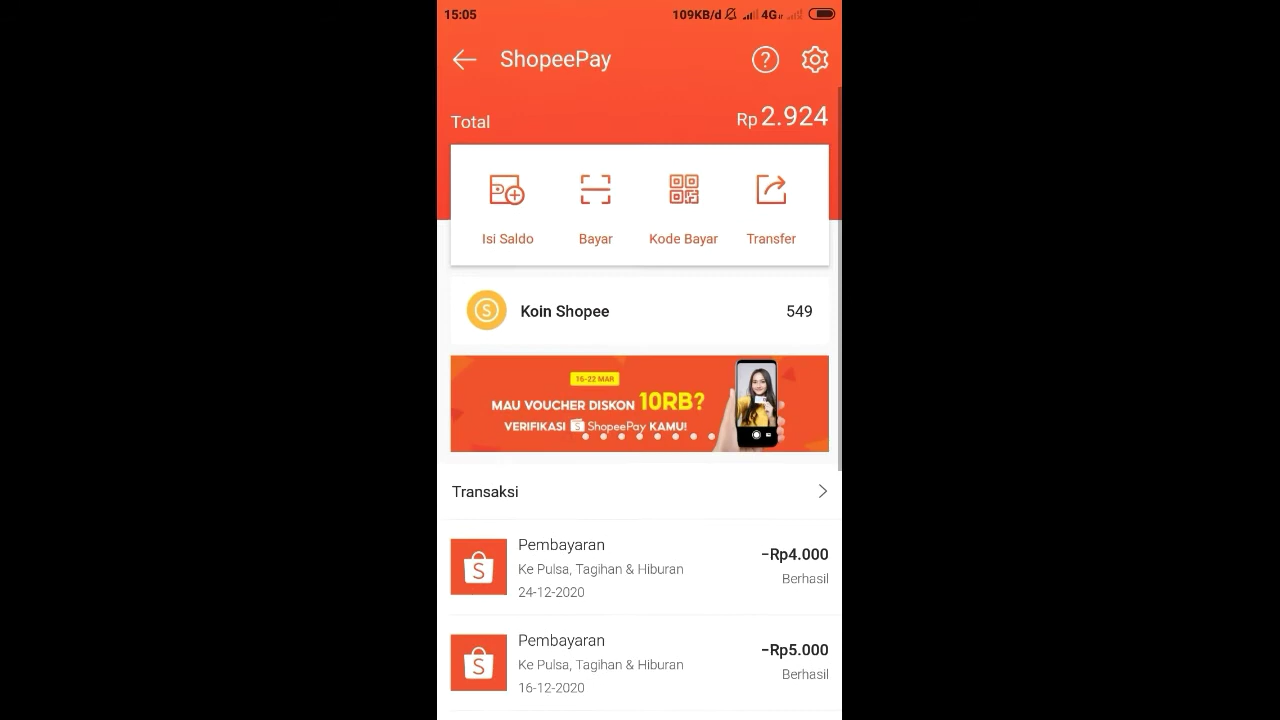 15:05
109KB/d 4G
ShopeePay
?
Total
Rp 2.924
Isi Saldo
Bayar
Kode Bayar
Transfer
S
Koin Shopee
549
16-22 MAR
MAU VOUCHER DISKON 10RB?
VERIFIKASI S ShopeePay KAMU!
Transaksi
S
Pembayaran
Ke Pulsa, Tagihan & Hiburan
24-12-2020
-Rp4.000
Berhasil
S
Pembayaran
Ke Pulsa, Tagihan & Hiburan
16-12-2020
-Rp5.000
Berhasil